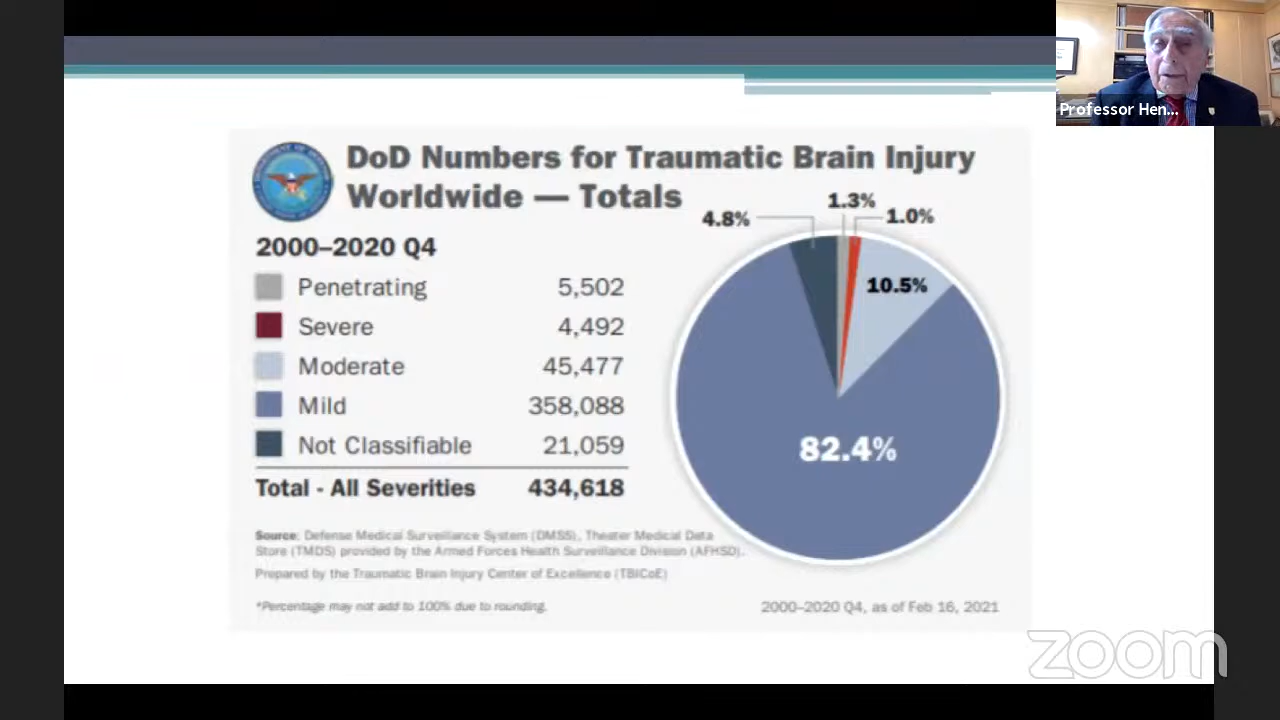 Professor Hen...
DoD Numbers for Traumatic Brain Injury
Worldwide — Totals
4.8%
1.3%
1.0%
10.5%
82.4%
2000–2020 Q4
Penetrating 5,502
Severe 4,492
Moderate 45,477
Mild 358,088
Not Classifiable 21,059
Total - All Severities 434,618
Source: Defense Medical Surveillance System (DMSS), Theater Medical Data
Store (TMDS) provided by the Armed Forces Health Surveillance Division (AFHSD).
Prepared by the Traumatic Brain Injury Center of Excellence (TBICoE)
*Percentage may not add to 100% due to rounding.
2000–2020 Q4, as of Feb 16, 2021
zoom